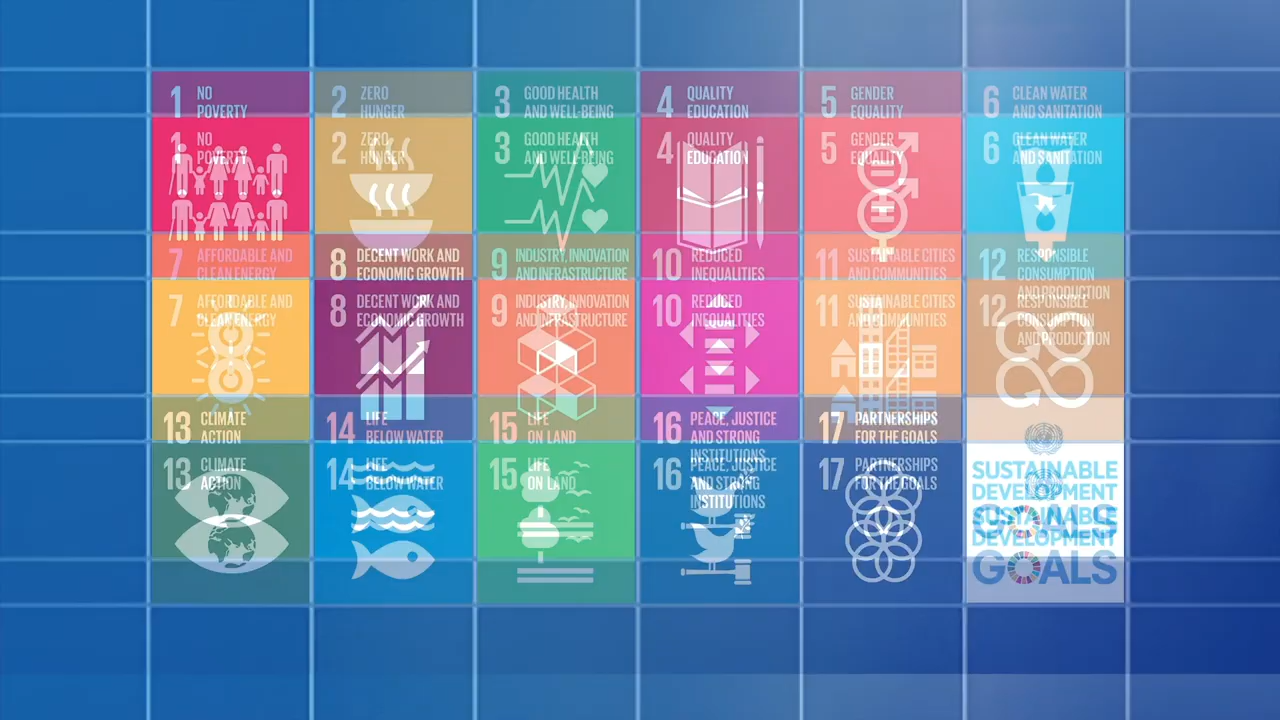 1 NO
POVERTY
2 ZERO
HUNGER
3 GOOD HEALTH
AND WELL-BEING
4 QUALITY
EDUCATION
5 GENDER
EQUALITY
6 CLEAN WATER
AND SANITATION
1 NO
POVERTY
2 ZERO
HUNGER
3 GOOD HEALTH
AND WELL-BEING
4 QUALITY
EDUCATION
5 GENDER
EQUALITY
6 CLEAN WATER
AND SANITATION
7 AFFORDABLE AND
CLEAN ENERGY
8 DECENT WORK AND
ECONOMIC GROWTH
9 INDUSTRY, INNOVATION
AND INFRASTRUCTURE
10 REDUCED
INEQUALITIES
11 SUSTAINABLE CITIES
AND COMMUNITIES
12 RESPONSIBLE
CONSUMPTION
AND PRODUCTION
7 AFFORDABLE AND
CLEAN ENERGY
8 DECENT WORK AND
ECONOMIC GROWTH
9 INDUSTRY, INNOVATION
AND INFRASTRUCTURE
10 REDUCED
INEQUALITIES
11 SUSTAINABLE CITIES
AND COMMUNITIES
12 RESPONSIBLE
CONSUMPTION
AND PRODUCTION
13 CLIMATE
ACTION
14 LIFE
BELOW WATER
15 LIFE
ON LAND
16 PEACE, JUSTICE
AND STRONG
INSTITUTIONS
17 PARTNERSHIPS
FOR THE GOALS
SUSTAINABLE
DEVELOPMENT
GOALS
13 CLIMATE
ACTION
14 LIFE
BELOW WATER
15 LIFE
ON LAND
16 PEACE, JUSTICE
AND STRONG
INSTITUTIONS
17 PARTNERSHIPS
FOR THE GOALS
SUSTAINABLE
DEVELOPMENT
GOALS